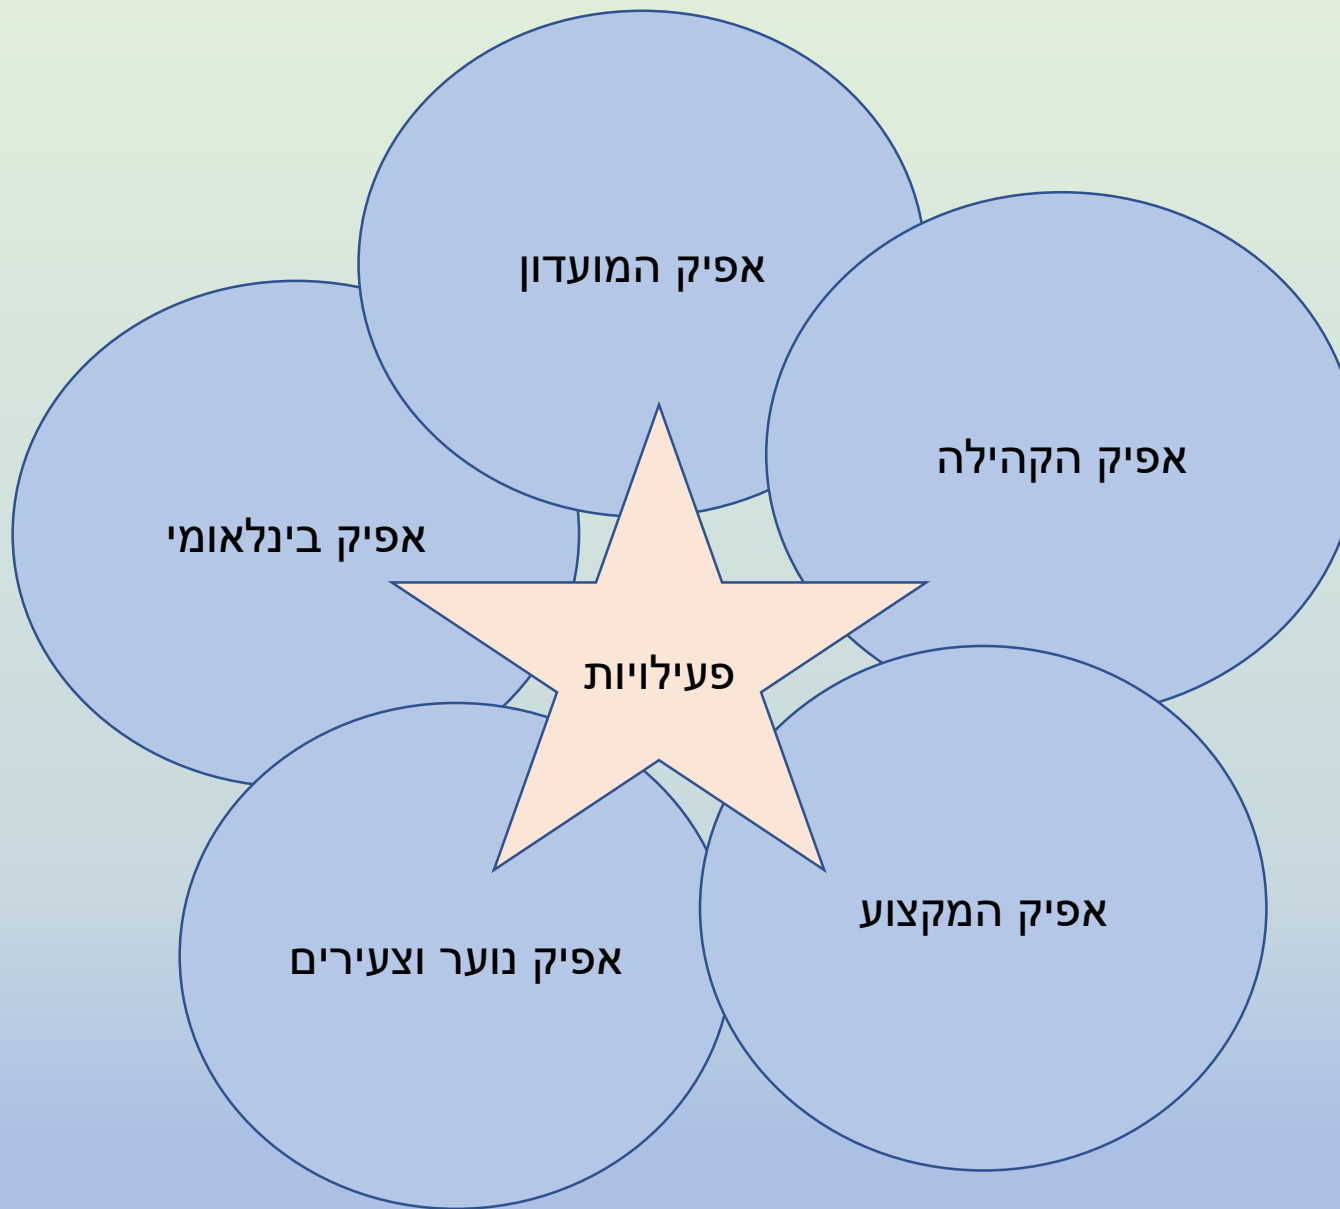 אפיק המועדון
אפיק הקהילה
אפיק בינלאומי
פעילויות
אפיק המקצוע
אפיק נוער וצעירים